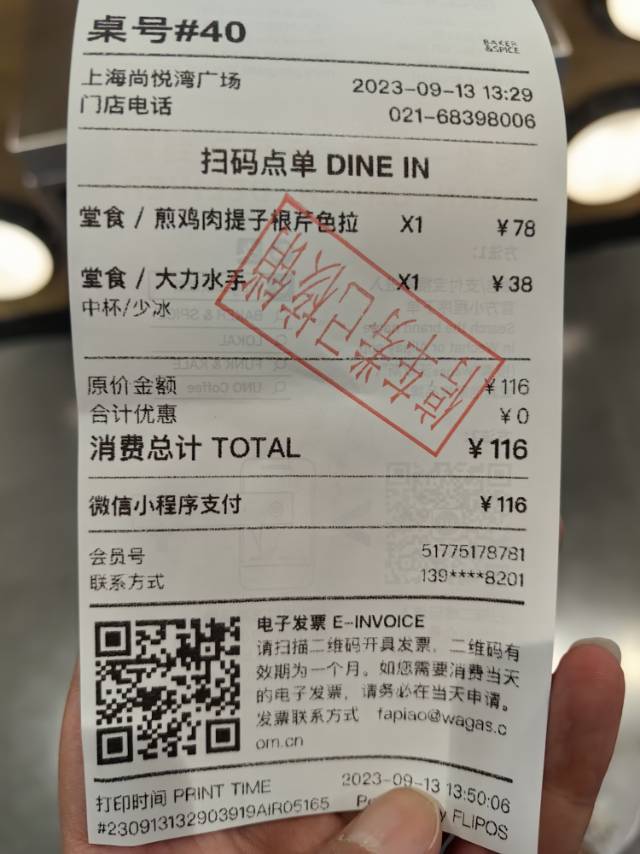 桌号#40
BAKER
&SPICE
上海尚悦湾广场 2023-09-13 13:29
门店电话 021-68398006
扫码点单 DINE IN
堂食 / 煎鸡肉提子根芹色拉 X1 ¥78
堂食 / 大力水手 X1 ¥38
中杯/少冰
原价金额 ¥116
合计优惠 ¥0
消费总计 TOTAL ¥116
微信小程序支付 ¥116
会员号 51775178781
联系方式 139****8201
电子发票 E-INVOICE
请扫描二维码开具发票，二维码有
效期为一个月。如您需要消费当天
的电子发票，请务必在当天申请。
发票联系方式 fapiao@wagas.c
om.cn
打印时间 PRINT TIME 2023-09-13 13:50:06
#230913132903919AIR05165 FLIPOS